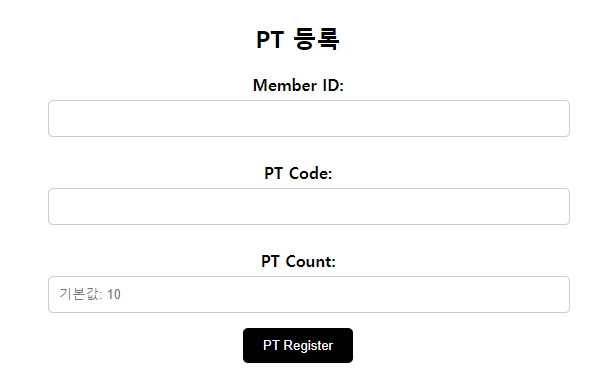 PT 등록
Member ID:
PT Code:
PT Count:
기본값: 10
PT Register